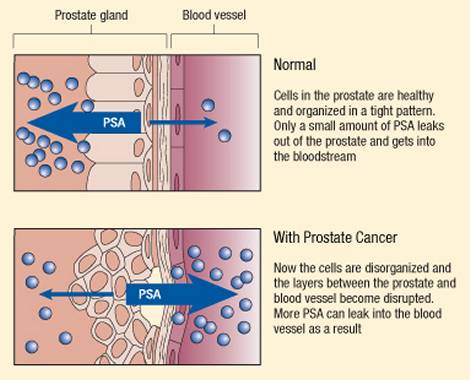 Prostate gland
Blood vessel
PSA
Normal
Cells in the prostate are healthy
and organized in a tight pattern.
Only a small amount of PSA leaks
out of the prostate and gets into
the bloodstream
PSA
With Prostate Cancer
Now the cells are disorganized and
the layers between the prostate and
blood vessel become disrupted.
More PSA can leak into the blood
vessel as a result